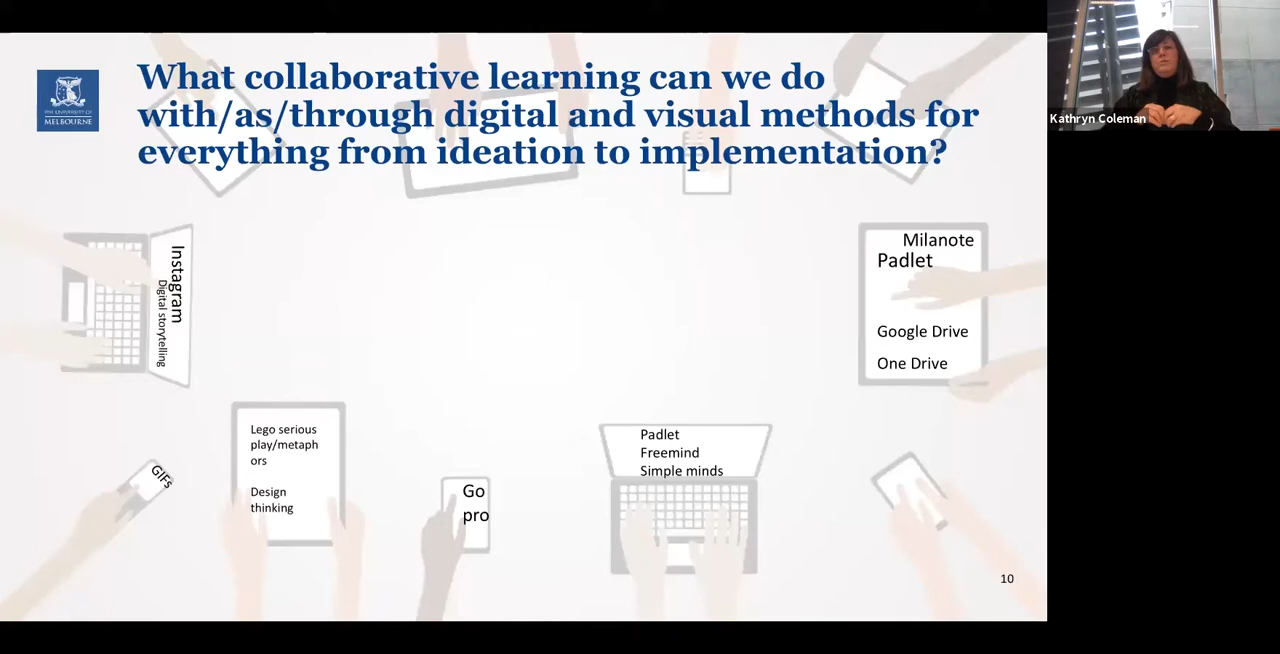 What collaborative learning can we do
with/as/through digital and visual methods for
everything from ideation to implementation?
THE UNIVERSITY OF
MELBOURNE
Kathryn Coleman
Instagram
Digital storytelling
Milanote
Padlet
Google Drive
One Drive
GIFs
Lego serious
play/metaph
ors
Design
thinking
Go
pro
Padlet
Freemind
Simple minds
10